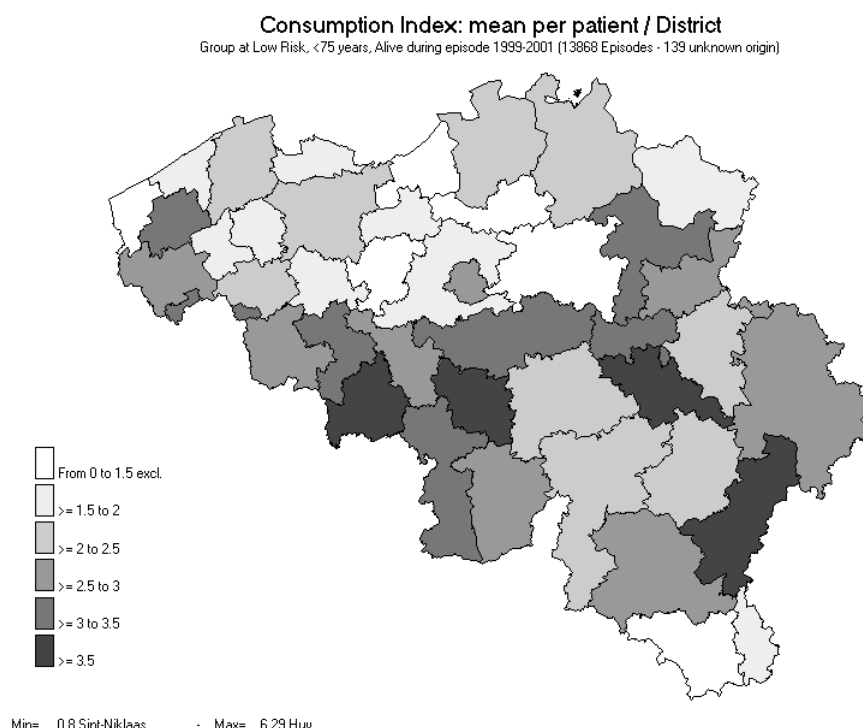 Consumption Index: mean per patient / District
Group at Low Risk, <75 years, Alive during episode 1999-2001 (13868 Episodes - 139 unknown origin)
From 0 to 1.5 excl.
>= 1.5 to 2
>= 2 to 2.5
>= 2.5 to 3
>= 3 to 3.5
>= 3.5
Min= 0.8 Sint-Niklaas - Max= 6.29 Huy